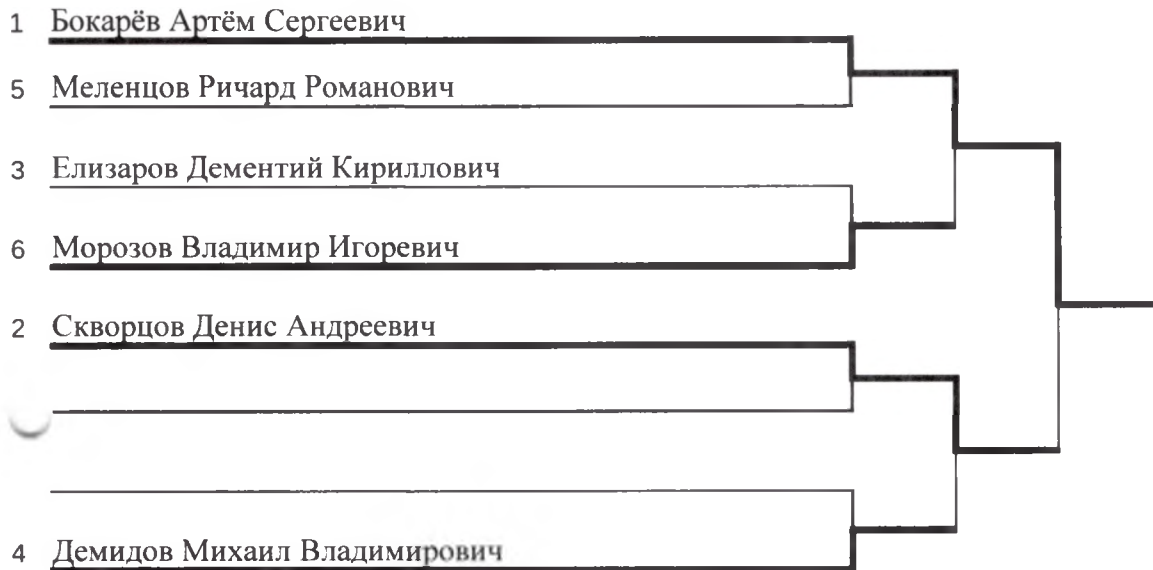 1 Бокарёв Артём Сергеевич
5 Меленцов Ричард Романович
3 Елизаров Дементий Кириллович
6 Морозов Владимир Игоревич
2 Скворцов Денис Андреевич
4 Демидов Михаил Владимирович